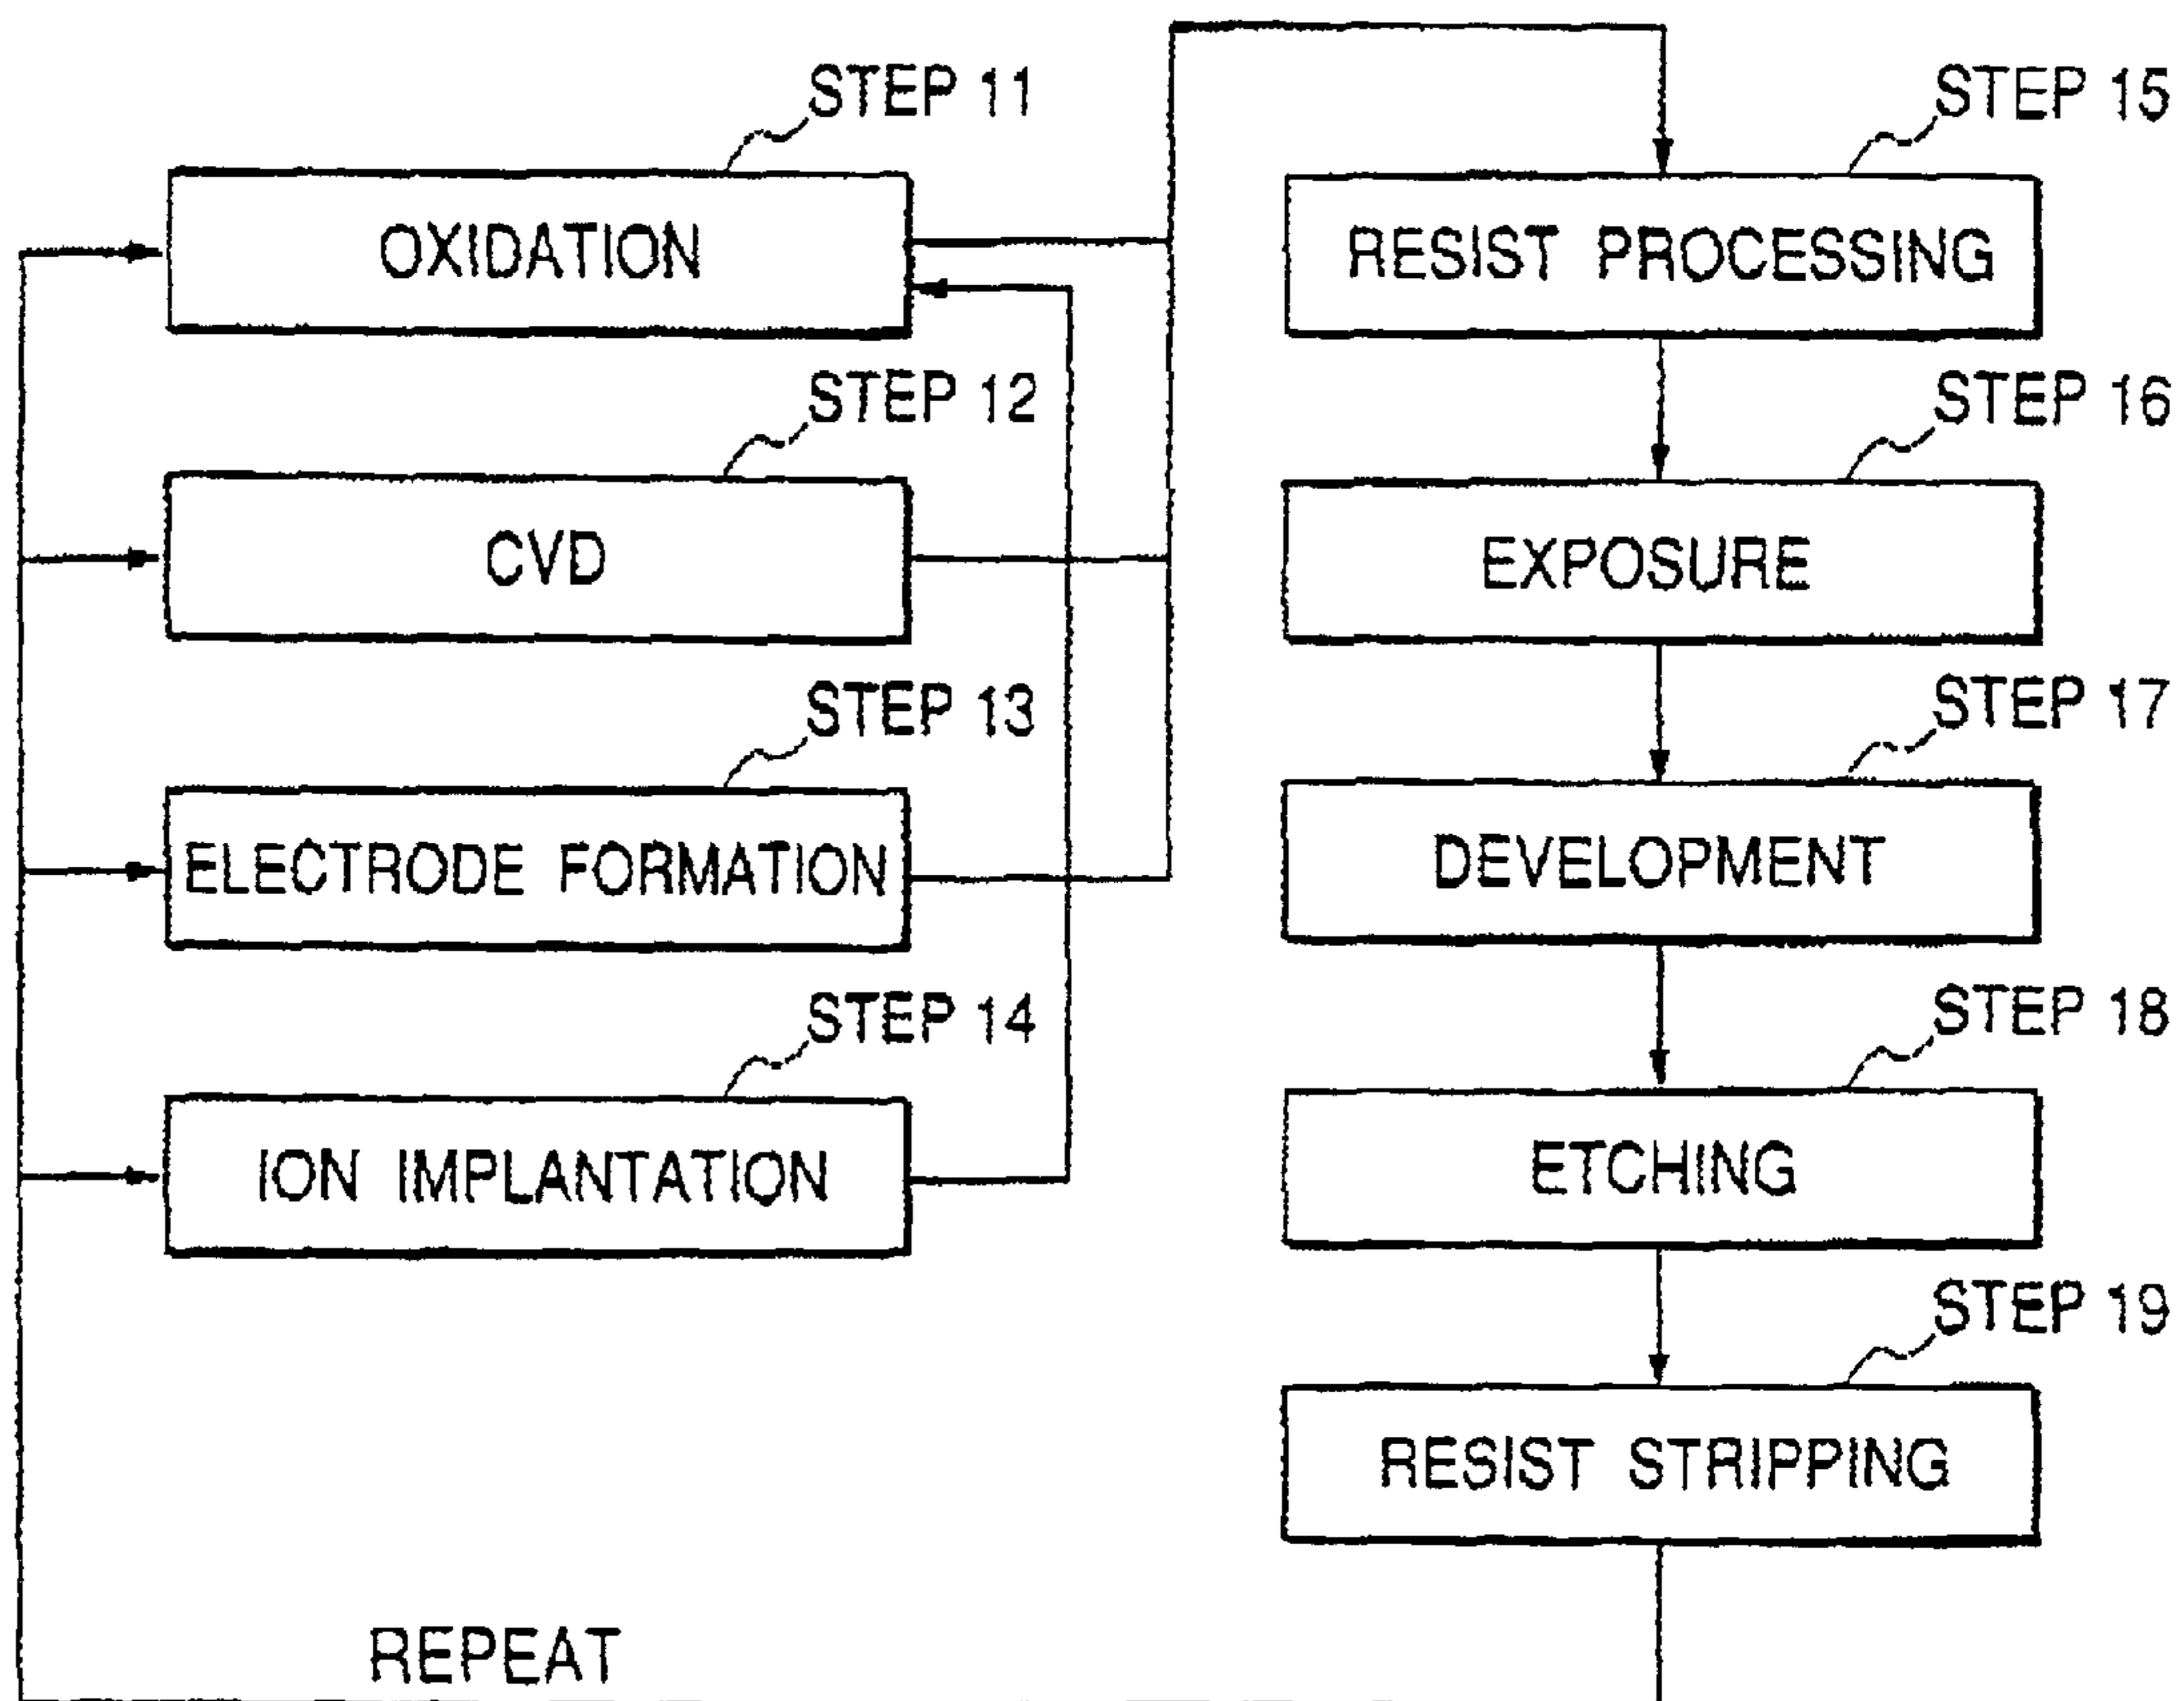 STEP 11
OXIDATION
STEP 12
CVD
STEP 13
ELECTRODE FORMATION
STEP 14
ION IMPLANTATION
STEP 15
RESIST PROCESSING
STEP 16
EXPOSURE
STEP 17
DEVELOPMENT
STEP 18
ETCHING
STEP 19
RESIST STRIPPING
REPEAT